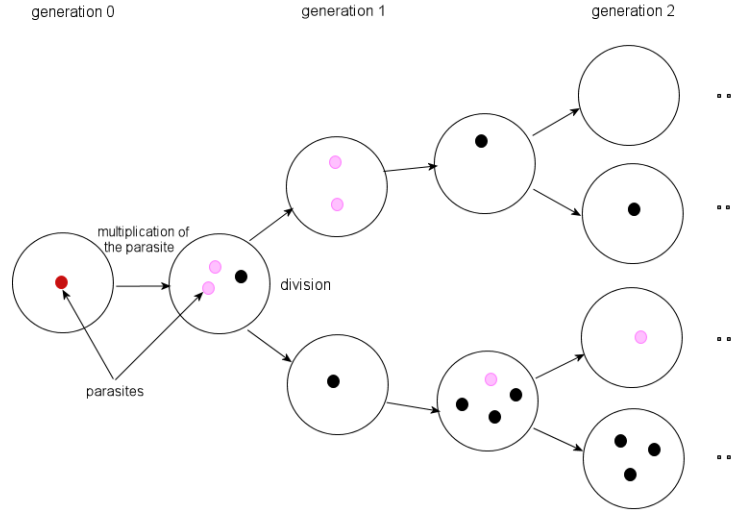 generation 0
generation 1
generation 2
multiplication of
the parasite
division
parasites